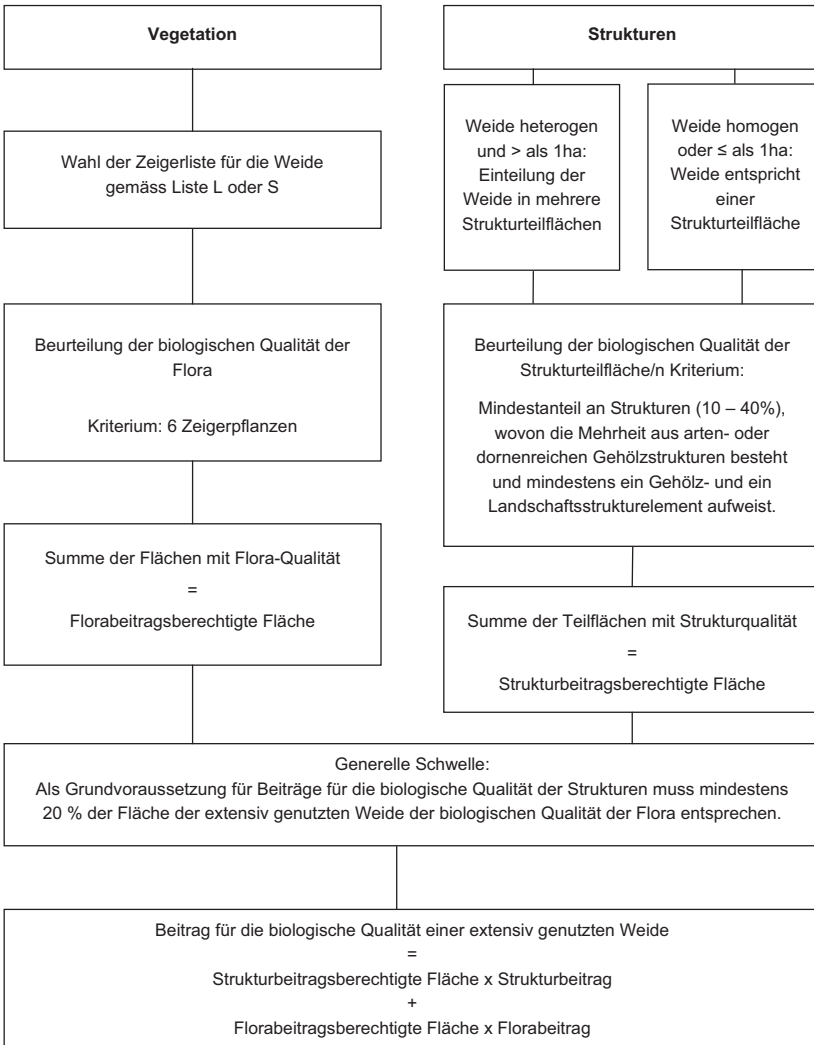 Vegetation
Wahl der Zeigerliste für die Weide
gemäss Liste L oder S
Beurteilung der biologischen Qualität der
Flora
Kriterium: 6 Zeigerpflanzen
Summe der Flächen mit Flora-Qualität
=
Florabeitragsberechtigte Fläche
Strukturen
Weide heterogen
und > als 1ha:
Einteilung der
Weide in mehrere
Strukturteilflächen
Weide homogen
oder ≤ als 1ha:
Weide entspricht
einer
Strukturteilfläche
Beurteilung der biologischen Qualität der
Strukturteilfläche/n Kriterium:
Mindestanteil an Strukturen (10 – 40%),
wovon die Mehrheit aus arten- oder
dornenreichen Gehölzstrukturen besteht
und mindestens ein Gehölz- und ein
Landschaftsstrukturelement aufweist.
Summe der Teilflächen mit Strukturqualität
=
Strukturbeitragsberechtigte Fläche
Generelle Schwelle:
Als Grundvoraussetzung für Beiträge für die biologische Qualität der Strukturen muss mindestens
20 % der Fläche der extensiv genutzten Weide der biologischen Qualität der Flora entsprechen.
Beitrag für die biologische Qualität einer extensiv genutzten Weide
=
Strukturbeitragsberechtigte Fläche x Strukturbeitrag
+
Florabeitragsberechtigte Fläche x Florabeitrag